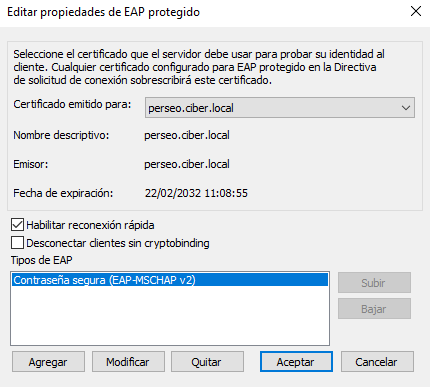 Editar propiedades de EAP protegido
Seleccione el certificado que el servidor debe usar para probar su identidad al
cliente. Cualquier certificado configurado para EAP protegido en la Directiva
de solicitud de conexión sobrescribirá este certificado.
Certificado emitido para: perseo.ciber.local
Nombre descriptivo: perseo.ciber.local
Emisor: perseo.ciber.local
Fecha de expiración: 22/02/2032 11:08:55
Habilitar reconexión rápida
Desconectar clientes sin cryptobinding
Tipos de EAP
Contraseña segura (EAP-MSCHAP v2)
Subir
Bajar
Agregar Modificar Quitar Aceptar Cancelar